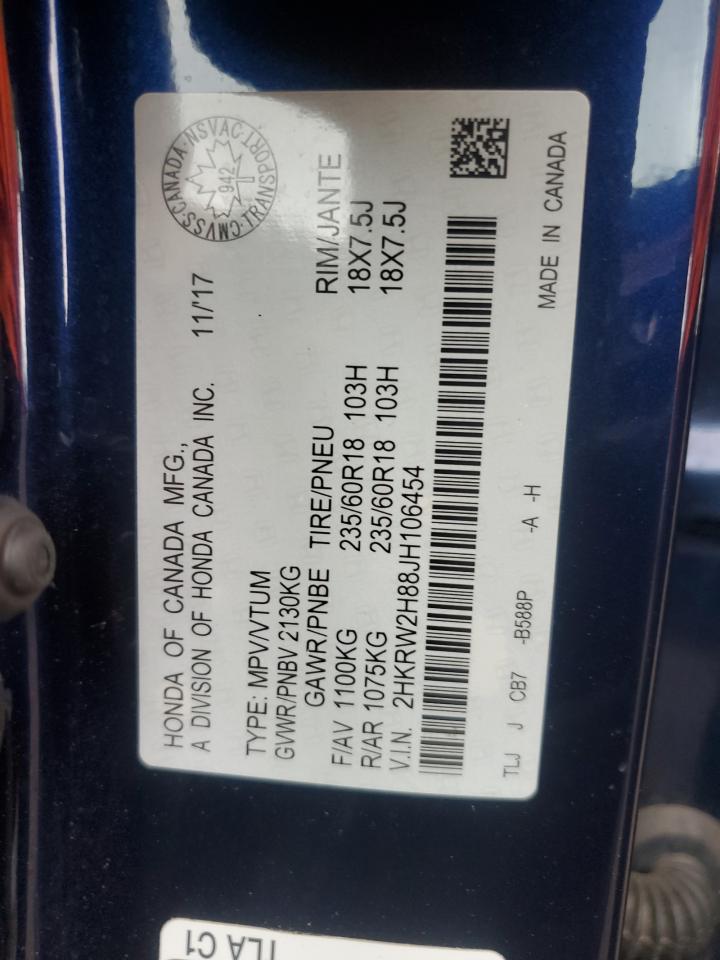 HONDA OF CANADA MFG.,
A DIVISION OF HONDA CANADA INC. 11/'17
CMVSS·CANADA·NSVAC·TRANSPORT·
942
TYPE: MPV/VTUM
GVWR/PNBV 2130KG
GAWR/PNBE TIRE/PNEU RIM/JANTE
F/AV 1100KG 235/60R18 103H 18X7.5J
R/AR 1075KG 235/60R18 103H 18X7.5J
V.I.N. 2HKRW2H88JH106454
TLJ J CB7 -B588P -A -H MADE IN CANADA
TLA C1